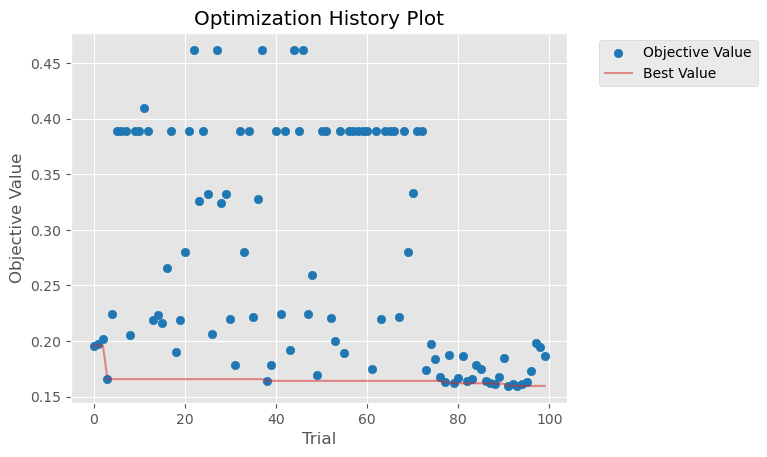 Optimization History Plot
Objective Value
Best Value
0.45
0.40
0.35
0.30
0.25
0.20
0.15
Objective Value
0
20
40
60
80
100
Trial